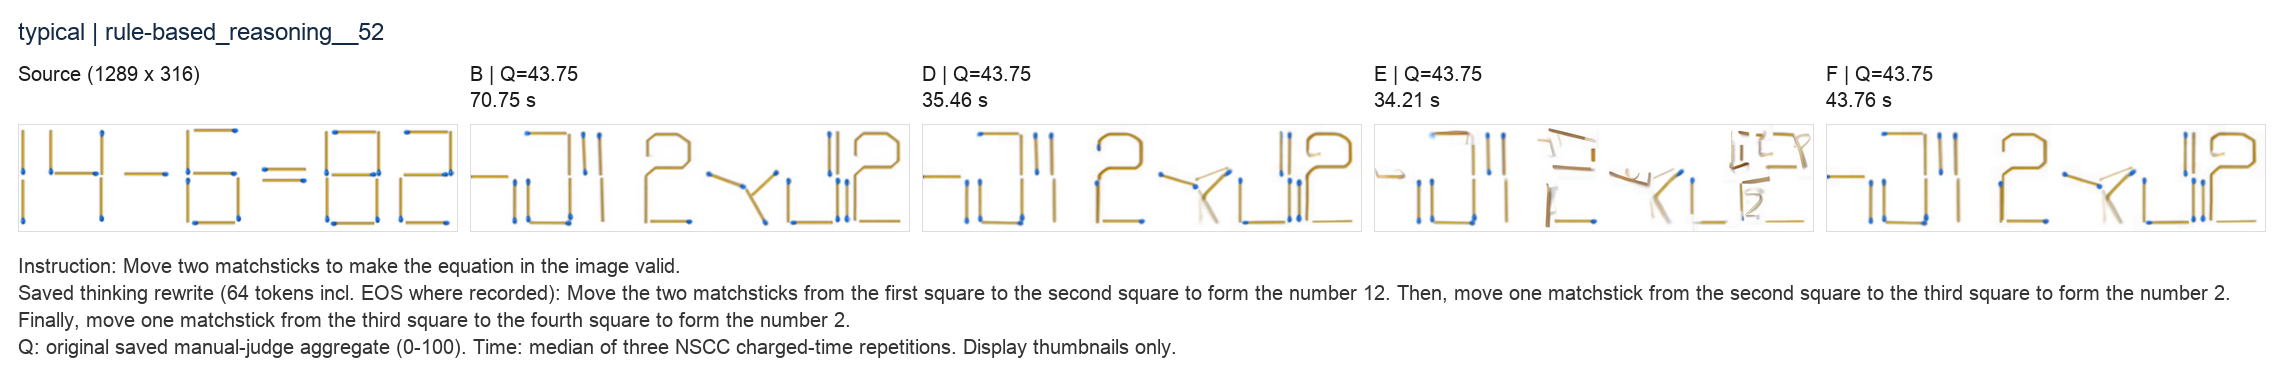 typical | rule-based_reasoning__52
Source (1289 x 316)
B | Q=43.75
70.75 s
D | Q=43.75
35.46 s
E | Q=43.75
34.21 s
F | Q=43.75
43.76 s
14-6=82
Instruction: Move two matchsticks to make the equation in the image valid.
Saved thinking rewrite (64 tokens incl. EOS where recorded): Move the two matchsticks from the first square to the second square to form the number 12. Then, move one matchstick from the second square to the third square to form the number 2.
Finally, move one matchstick from the third square to the fourth square to form the number 2.
Q: original saved manual-judge aggregate (0-100). Time: median of three NSCC charged-time repetitions. Display thumbnails only.